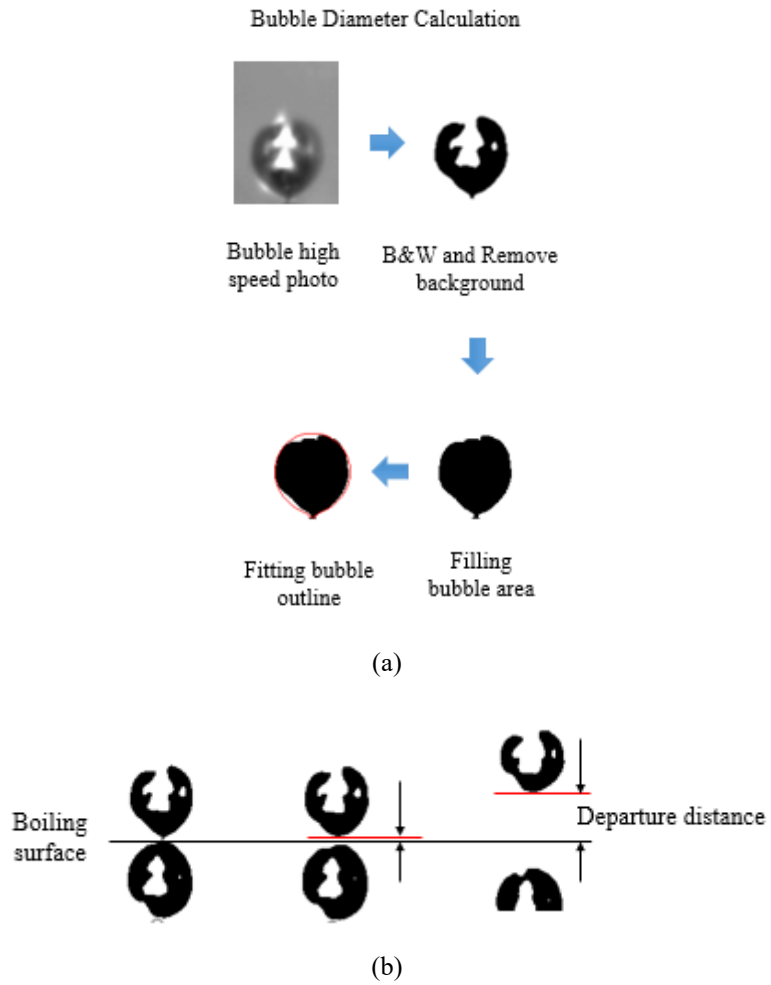 Bubble Diameter Calculation
Bubble high
speed photo
B&W and Remove
background
Fitting bubble
outline
Filling
bubble area
(a)
Boiling
surface
Departure distance
(b)